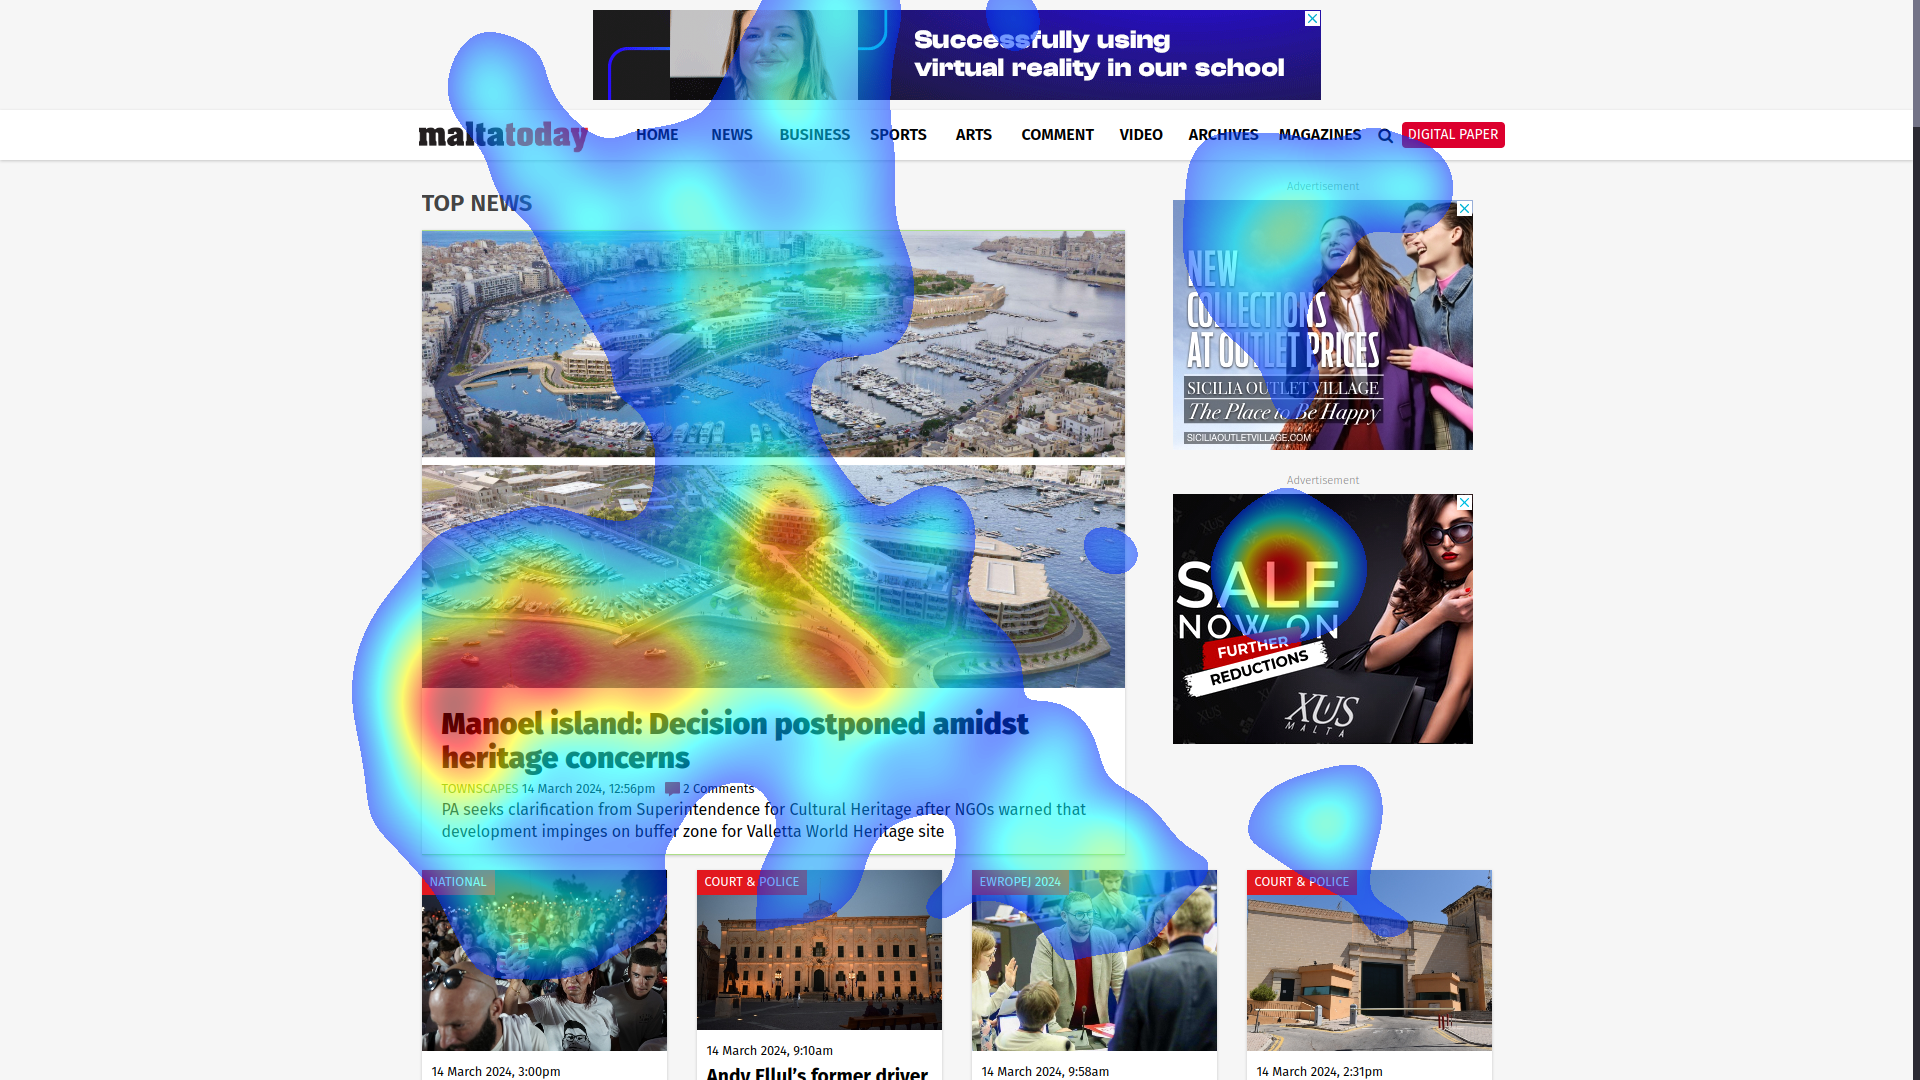 Successfully using
virtual reality in our school
maltatoday
HOME NEWS BUSINESS SPORTS ARTS COMMENT VIDEO ARCHIVES MAGAZINES DIGITAL PAPER
TOP NEWS
Advertisement
NEW
COLLECTIONS
AT OUTLET PRICES
SICILIA OUTLET VILLAGE
The Place to Be Happy
SICILIAOUTLETVILLAGE.COM
Advertisement
XUS
SALE
NOW ON
FURTHER
REDUCTIONS
XUS
MALTA
Manoel island: Decision postponed amidst
heritage concerns
TOWNSCAPES 14 March 2024, 12:56pm 2 Comments
PA seeks clarification from Superintendence for Cultural Heritage after NGOs warned that
development impinges on buffer zone for Valletta World Heritage site
NATIONAL
14 March 2024, 3:00pm
COURT & POLICE
14 March 2024, 9:10am
Andy Ellul's former driver
EWROPEJ 2024
14 March 2024, 9:58am
COURT & POLICE
14 March 2024, 2:31pm